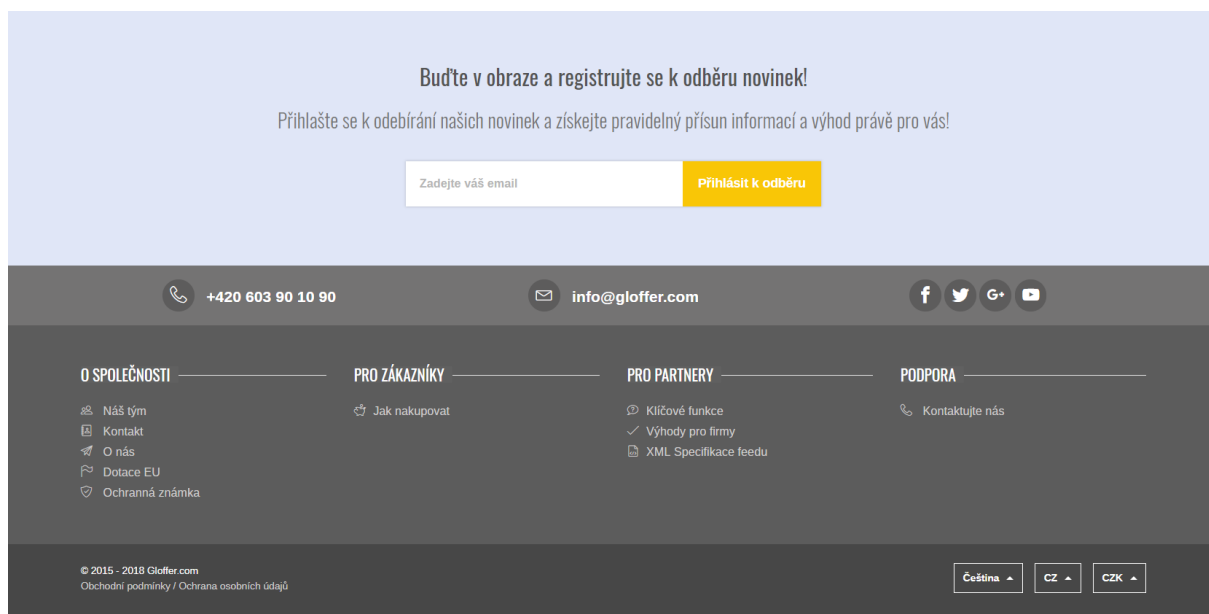 Buďte v obraze a registrujte se k odběru novinek!
Přihlašte se k odebírání našich novinek a získejte pravidelný přísun informací a výhod právě pro vás!
Zadejte váš email
Přihlásit k odběru
+420 603 90 10 90
info@gloffer.com
O SPOLEČNOSTI
Náš tým
Kontakt
O nás
Dotace EU
Ochranná známka
PRO ZÁKAZNÍKY
Jak nakupovat
PRO PARTNERY
Klíčové funkce
Výhody pro firmy
XML Specifikace feedu
PODPORA
Kontaktujte nás
© 2015 - 2018 Gloffer.com
Obchodní podmínky / Ochrana osobních údajů
Čeština
CZ
CZK